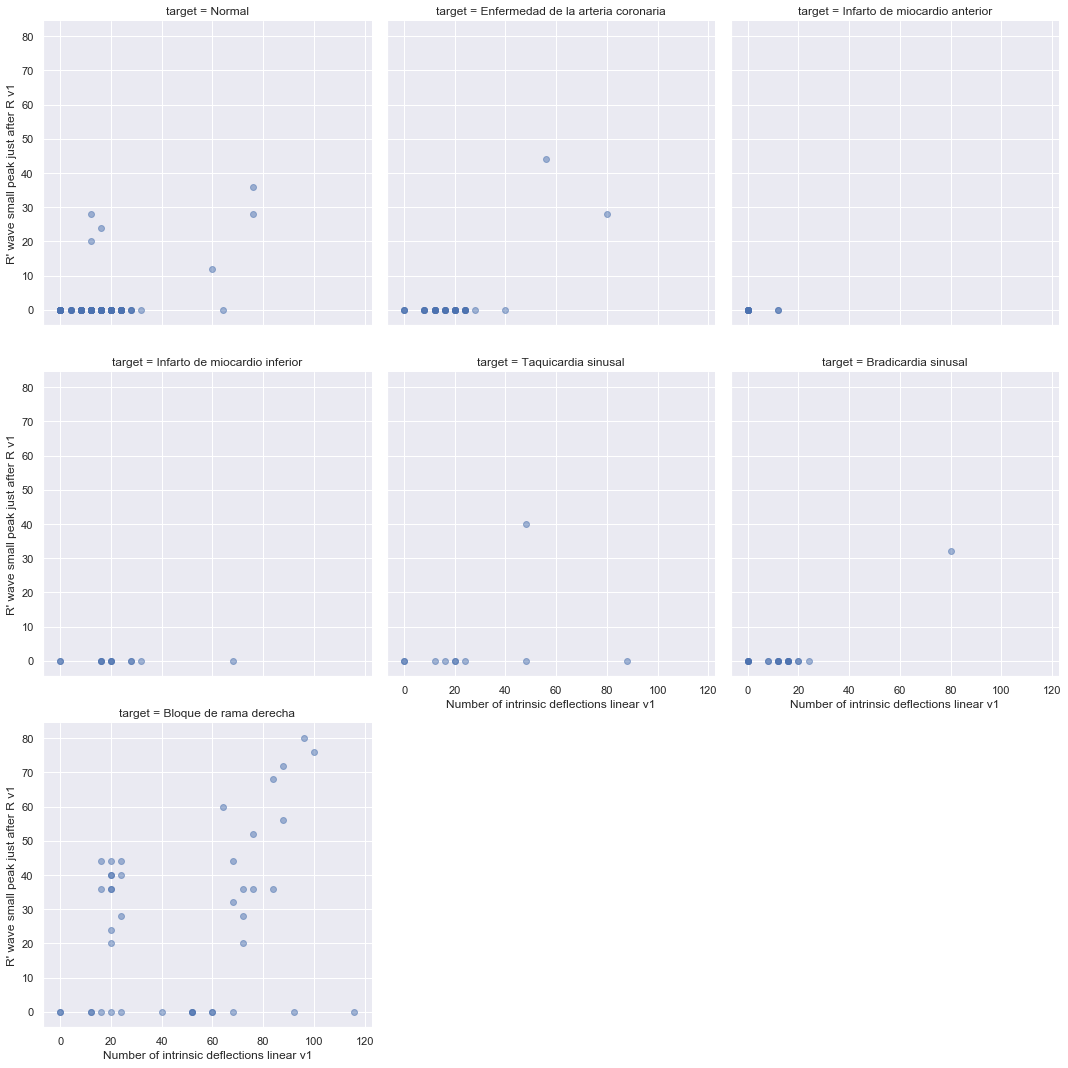 target = Normal
target = Enfermedad de la arteria coronaria
target = Infarto de miocardio anterior
80
70
60
50
40
30
20
10
0
R' wave small peak just after R v1
target = Infarto de miocardio inferior
target = Taquicardia sinusal
target = Bradicardia sinusal
80
70
60
50
40
30
20
10
0
R' wave small peak just after R v1
0 20 40 60 80 100 120
Number of intrinsic deflections linear v1
0 20 40 60 80 100 120
Number of intrinsic deflections linear v1
target = Bloque de rama derecha
80
70
60
50
40
30
20
10
0
R' wave small peak just after R v1
0 20 40 60 80 100 120
Number of intrinsic deflections linear v1